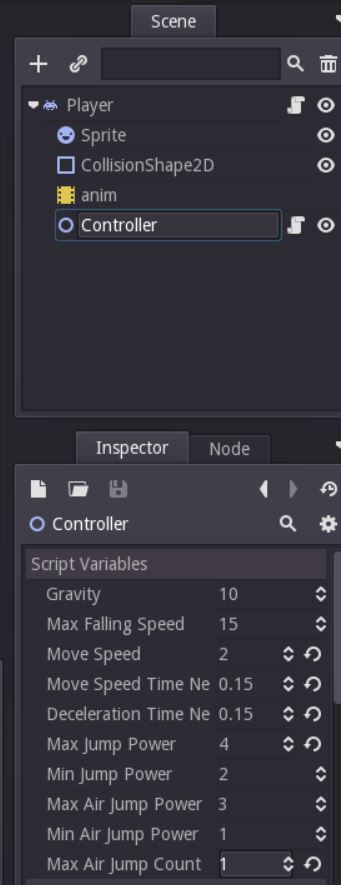 Scene
Player
Sprite
CollisionShape2D
anim
Controller
Inspector Node
Controller
Script Variables
Gravity 10
Max Falling Speed 15
Move Speed 2
Move Speed Time Ne 0.15
Deceleration Time Ne 0.15
Max Jump Power 4
Min Jump Power 2
Max Air Jump Power 3
Min Air Jump Power 1
Max Air Jump Count 1